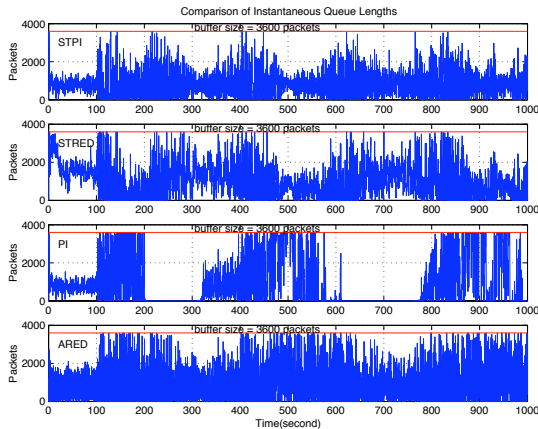 Comparison of Instantaneous Queue Lengths
4000
buffer size = 3600 packets
STPI
Packets
2000
0
0 100 200 300 400 500 600 700 800 900 1000
4000
buffer size = 3600 packets
STRED
Packets
2000
0
0 100 200 300 400 500 600 700 800 900 1000
4000
buffer size = 3600 packets
PI
Packets
2000
0
0 100 200 300 400 500 600 700 800 900 1000
4000
buffer size = 3600 packets
ARED
Packets
2000
0
0 100 200 300 400 500 600 700 800 900 1000
Time(second)